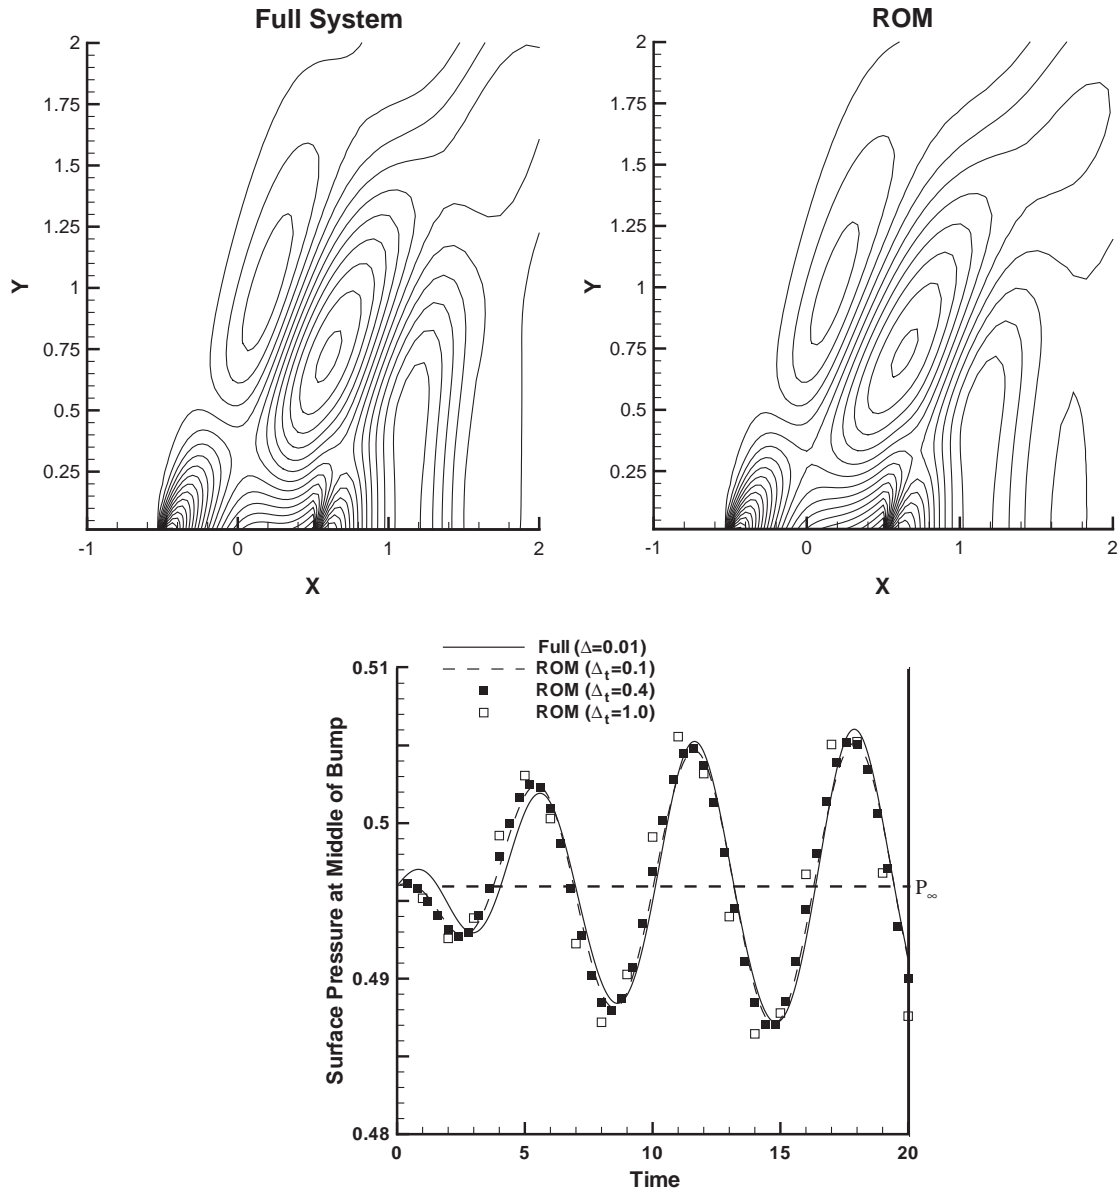 Full System
ROM
2
1.75
1.5
1.25
1
0.75
0.5
0.25
Y
-1
0
1
2
X
2
1.75
1.5
1.25
1
0.75
0.5
0.25
Y
-1
0
1
2
X
Full (Δ=0.01)
ROM (Δt=0.1)
ROM (Δt=0.4)
ROM (Δt=1.0)
0.51
0.5
0.49
0.48
Surface Pressure at Middle of Bump
P∞
0
5
10
15
20
Time